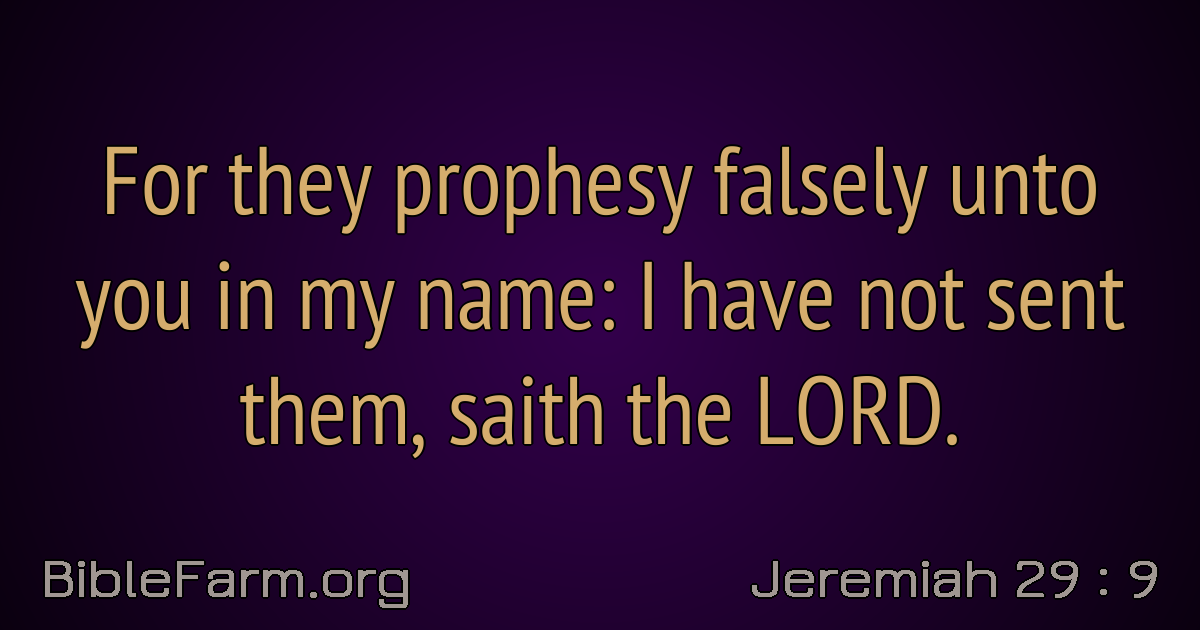 For they prophesy falsely unto
you in my name: I have not sent
them, saith the LORD.
BibleFarm.org
Jeremiah 29 : 9